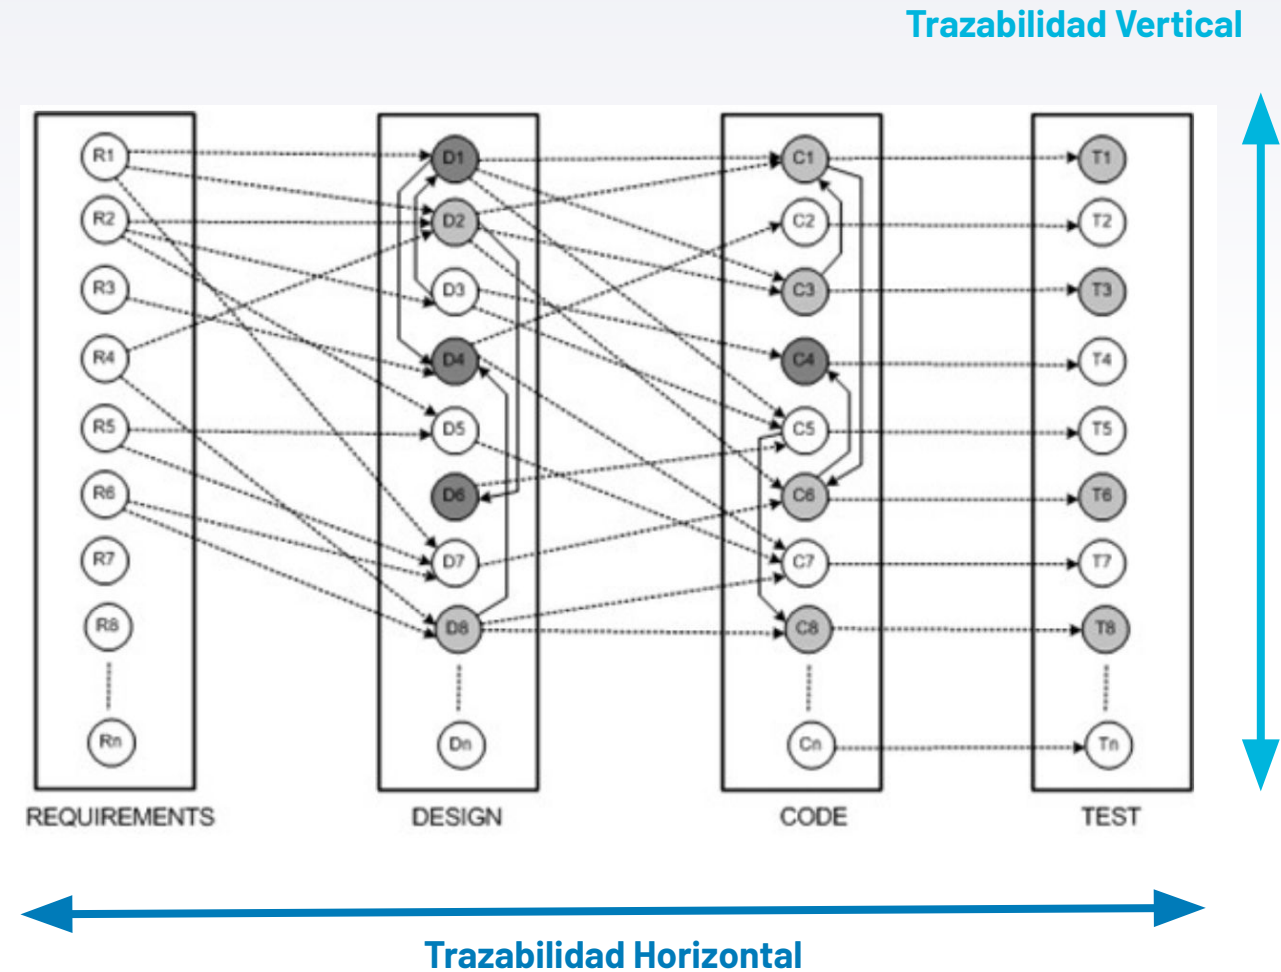 Trazabilidad Vertical
R1 D1 C1 T1
R2 D2 C2 T2
R3 D3 C3 T3
R4 D4 C4 T4
R5 D5 C5 T5
R6 D6 C6 T6
R7 D7 C7 T7
R8 D8 C8 T8
Rn Dn Cn Tn
REQUIREMENTS DESIGN CODE TEST
Trazabilidad Horizontal